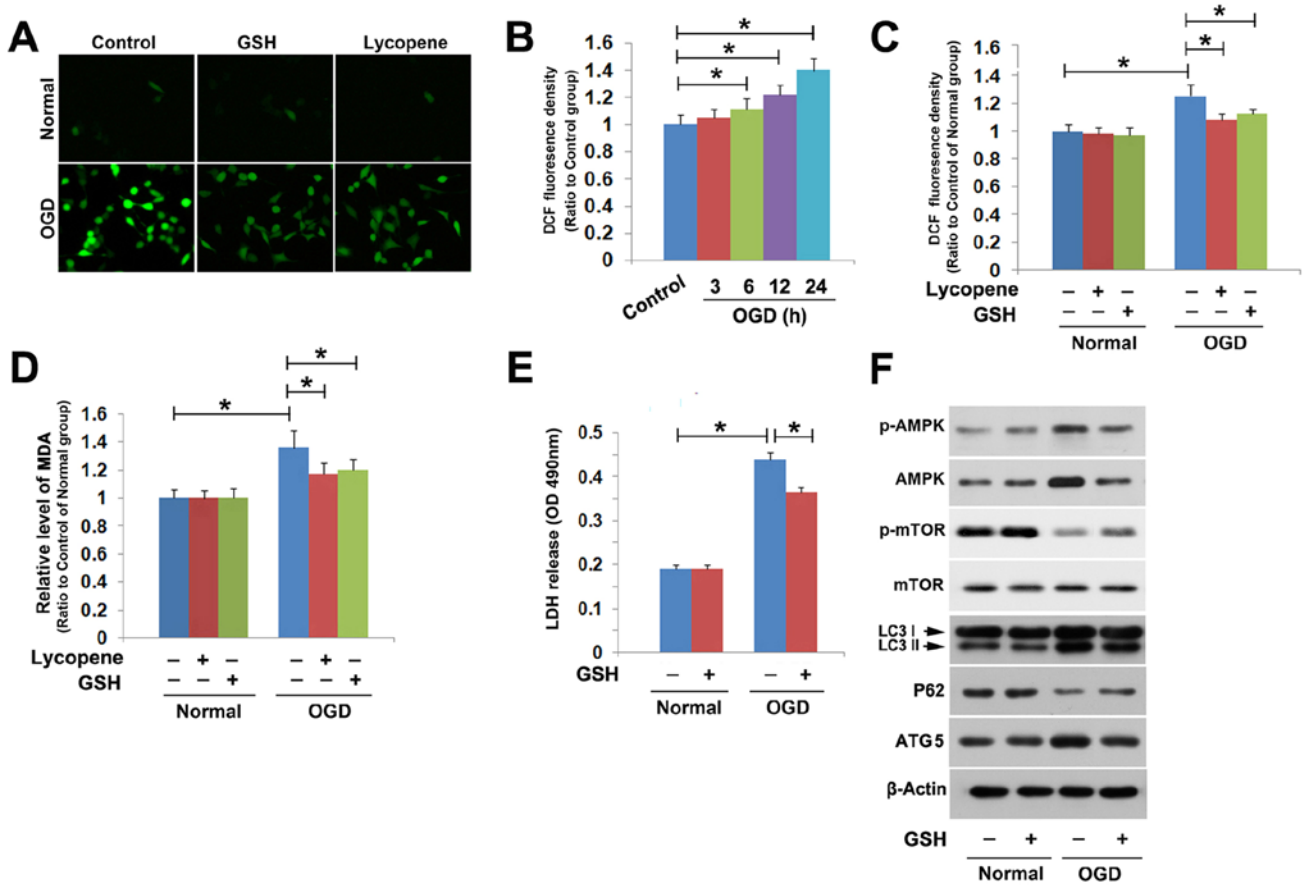 A
Control GSH Lycopene
Normal
OGD
B
*
*
*
DCF fluoresence density
(Ratio to Control group)
1.6
1.4
1.2
1
0.8
0.6
0.4
0.2
0
Control 3 6 12 24
OGD (h)
C
*
*
*
DCF fluoresence density
(Ratio to Control of Normal group)
1.6
1.4
1.2
1
0.8
0.6
0.4
0.2
0
Lycopene – + – – + –
GSH – – + – – +
Normal OGD
D
*
*
*
Relative level of MDA
(Ratio to Control of Normal group)
1.6
1.4
1.2
1
0.8
0.6
0.4
0.2
0
Lycopene – + – – + –
GSH – – + – – +
Normal OGD
E
* *
LDH release (OD 490nm)
0.5
0.4
0.3
0.2
0.1
0
GSH – + – +
Normal OGD
F
p-AMPK
AMPK
p-mTOR
mTOR
LC3 I
LC3 II
P62
ATG5
β-Actin
GSH – + – +
Normal OGD